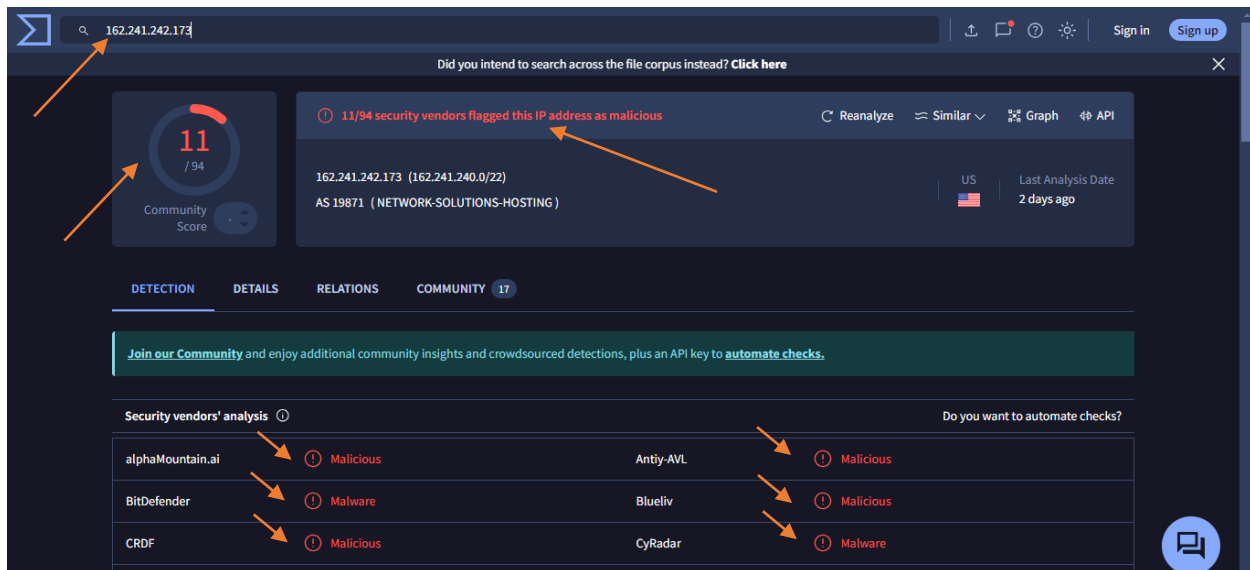 162.241.242.173
Sign in
Sign up
Did you intend to search across the file corpus instead? Click here
11
/ 94
Community
Score
11/94 security vendors flagged this IP address as malicious
Reanalyze
Similar
Graph
API
162.241.242.173 (162.241.240.0/22)
AS 19871 ( NETWORK-SOLUTIONS-HOSTING )
US
Last Analysis Date
2 days ago
DETECTION
DETAILS
RELATIONS
COMMUNITY 17
Join our Community and enjoy additional community insights and crowdsourced detections, plus an API key to automate checks.
Security vendors' analysis
Do you want to automate checks?
alphaMountain.ai
Malicious
Antiy-AVL
Malicious
BitDefender
Malware
Blueliv
Malicious
CRDF
Malicious
CyRadar
Malware